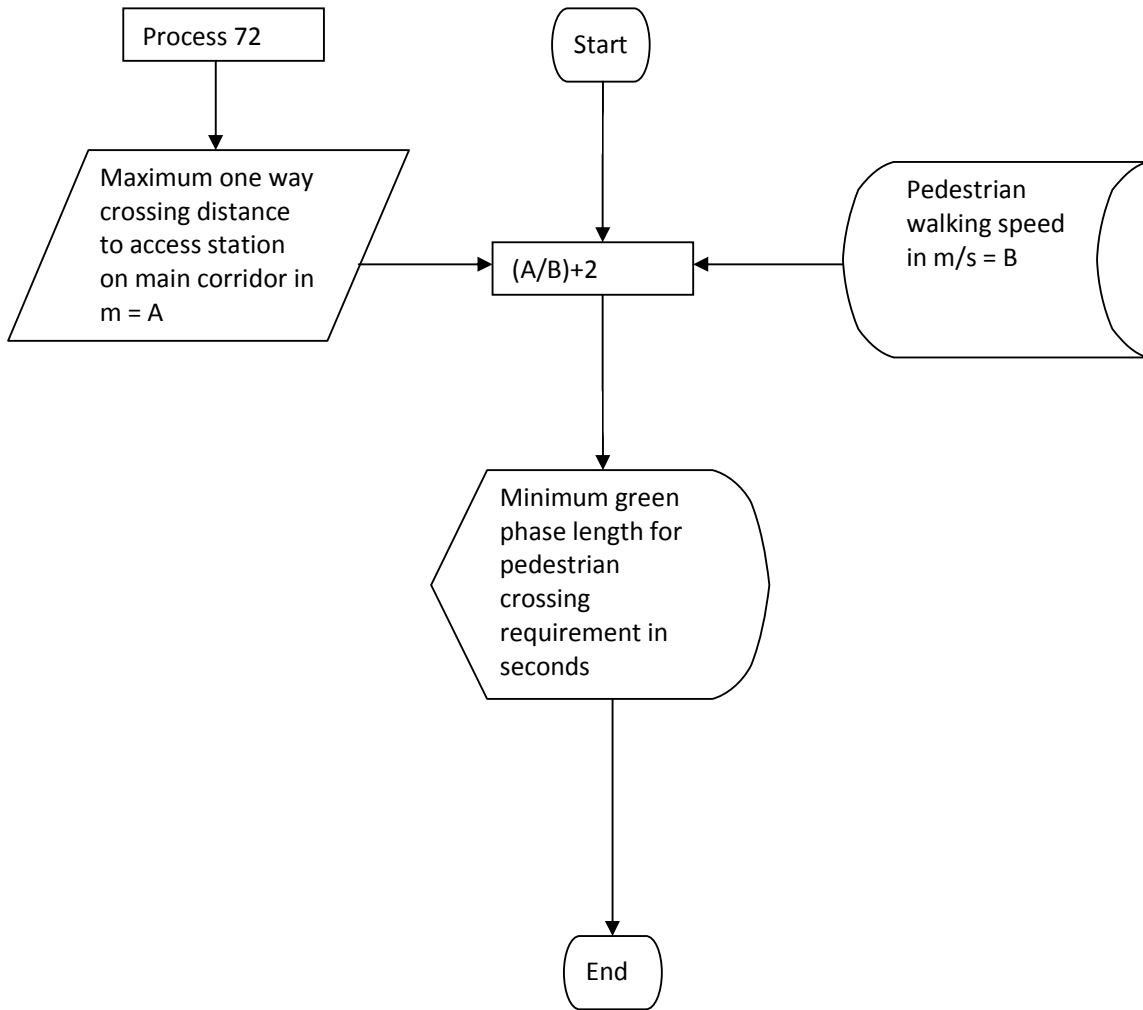 Process 72
Start
Maximum one way
crossing distance
to access station
on main corridor in
m = A
(A/B)+2
Pedestrian
walking speed
in m/s = B
Minimum green
phase length for
pedestrian
crossing
requirement in
seconds
End